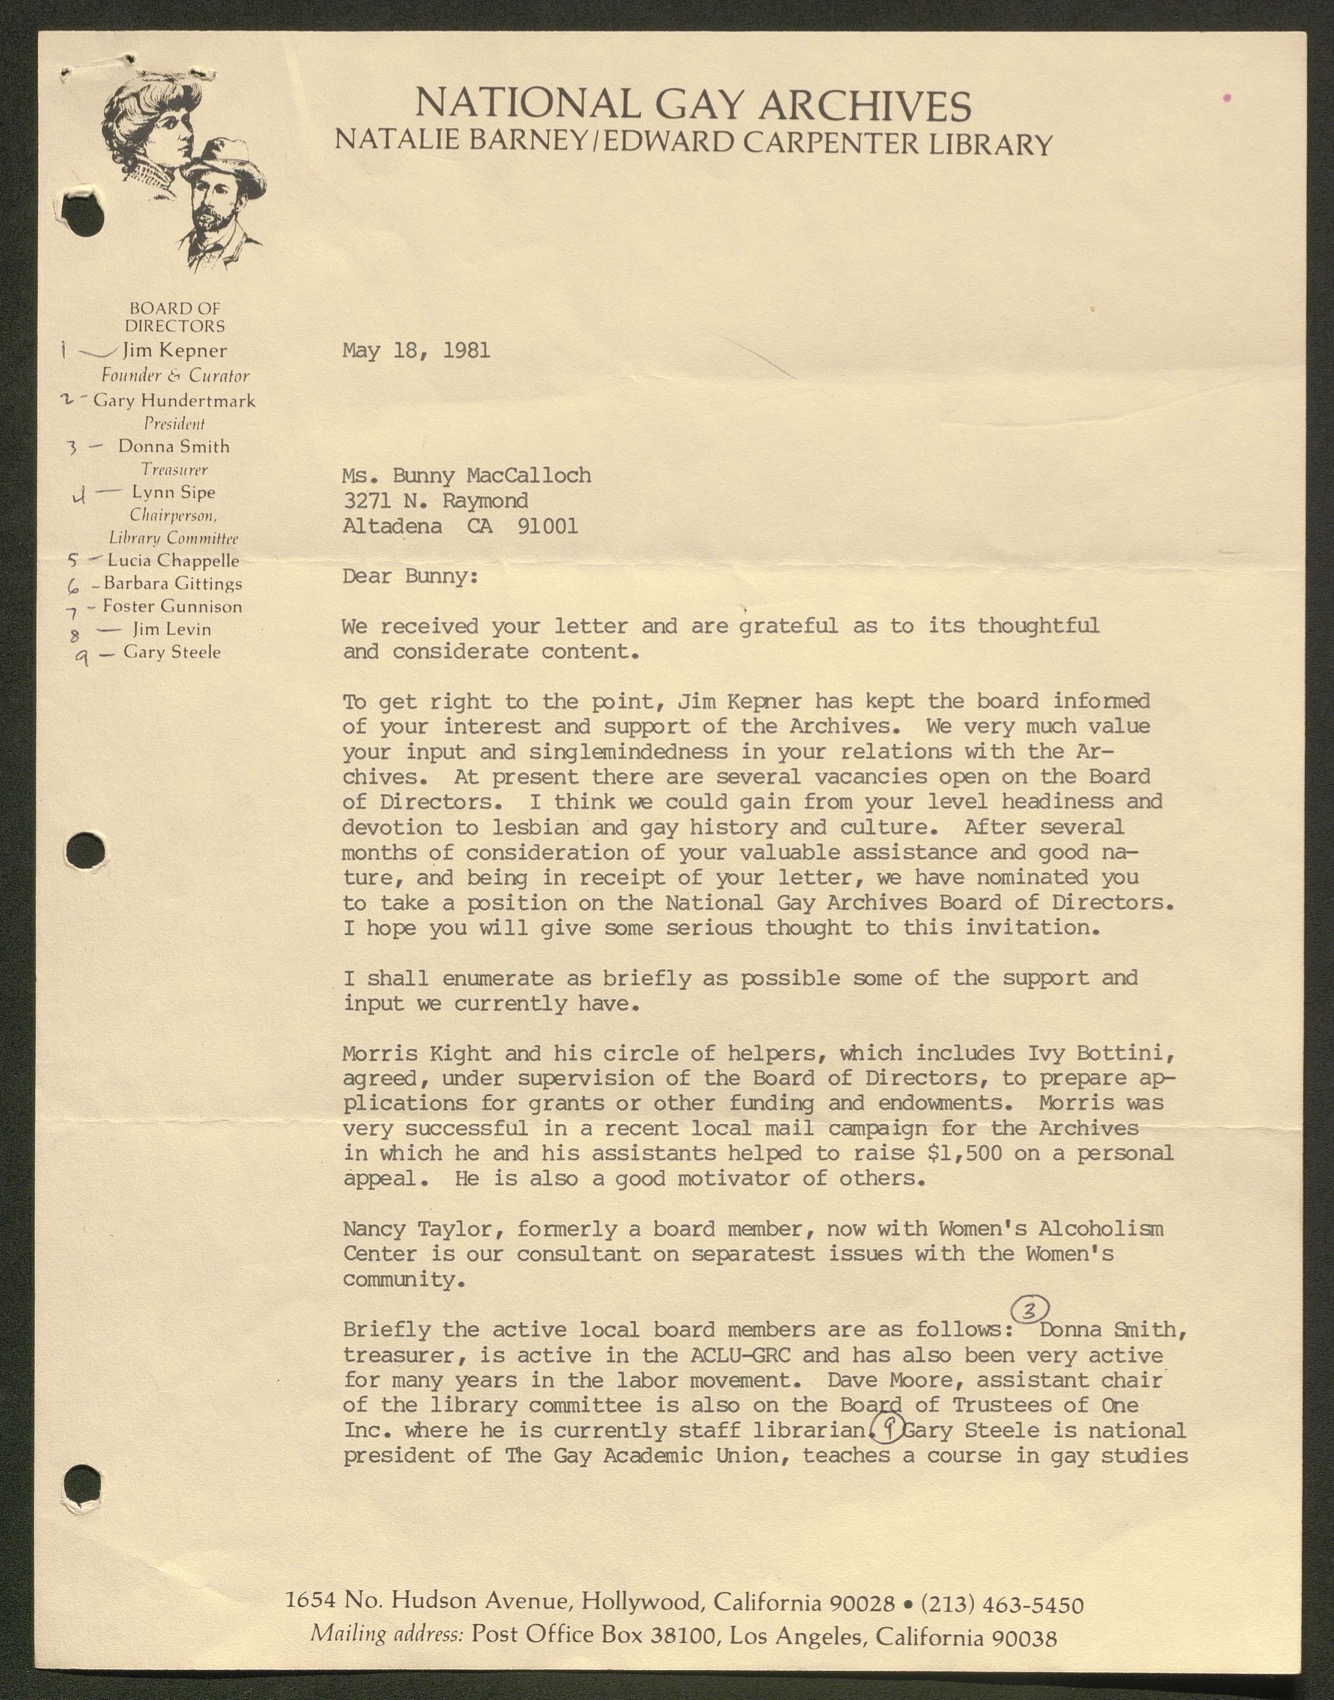 NATIONAL GAY ARCHIVES
NATALIE BARNEY/EDWARD CARPENTER LIBRARY
BOARD OF
DIRECTORS
1 — Jim Kepner
Founder & Curator
2 - Gary Hundertmark
President
3 — Donna Smith
Treasurer
4 — Lynn Sipe
Chairperson,
Library Committee
5 - Lucia Chappelle
6 - Barbara Gittings
7 - Foster Gunnison
8 — Jim Levin
9 — Gary Steele
May 18, 1981
Ms. Bunny MacCalloch
3271 N. Raymond
Altadena  CA  91001
Dear Bunny:
We received your letter and are grateful as to its thoughtful
and considerate content.
To get right to the point, Jim Kepner has kept the board informed
of your interest and support of the Archives.  We very much value
your input and singlemindedness in your relations with the Ar-
chives.  At present there are several vacancies open on the Board
of Directors.  I think we could gain from your level headiness and
devotion to lesbian and gay history and culture.  After several
months of consideration of your valuable assistance and good na-
ture, and being in receipt of your letter, we have nominated you
to take a position on the National Gay Archives Board of Directors.
I hope you will give some serious thought to this invitation.
I shall enumerate as briefly as possible some of the support and
input we currently have.
Morris Kight and his circle of helpers, which includes Ivy Bottini,
agreed, under supervision of the Board of Directors, to prepare ap-
plications for grants or other funding and endowments.  Morris was
very successful in a recent local mail campaign for the Archives
in which he and his assistants helped to raise $1,500 on a personal
appeal.  He is also a good motivator of others.
Nancy Taylor, formerly a board member, now with Women's Alcoholism
Center is our consultant on separatest issues with the Women's
community.
Briefly the active local board members are as follows: 3 Donna Smith,
treasurer, is active in the ACLU-GRC and has also been very active
for many years in the labor movement.  Dave Moore, assistant chair
of the library committee is also on the Board of Trustees of One
Inc. where he is currently staff librarian. 9 Gary Steele is national
president of The Gay Academic Union, teaches a course in gay studies
1654 No. Hudson Avenue, Hollywood, California 90028 • (213) 463-5450
Mailing address: Post Office Box 38100, Los Angeles, California 90038